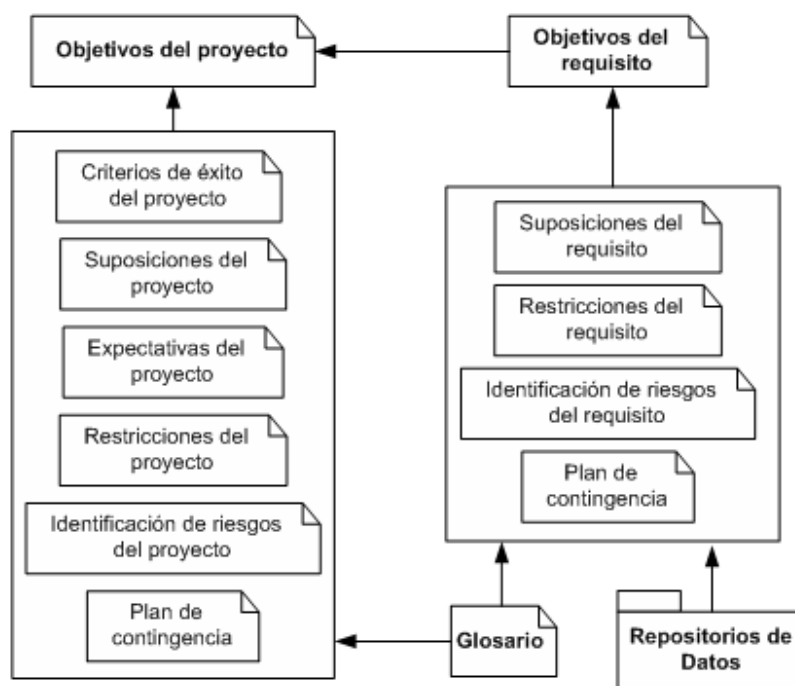 Objetivos del proyecto
Objetivos del
requisito
Criterios de éxito
del proyecto
Suposiciones del
proyecto
Expectativas del
proyecto
Restricciones del
proyecto
Identificación de riesgos
del proyecto
Plan de
contingencia
Suposiciones del
requisito
Restricciones del
requisito
Identificación de riesgos
del requisito
Plan de
contingencia
Glosario
Repositorios de
Datos